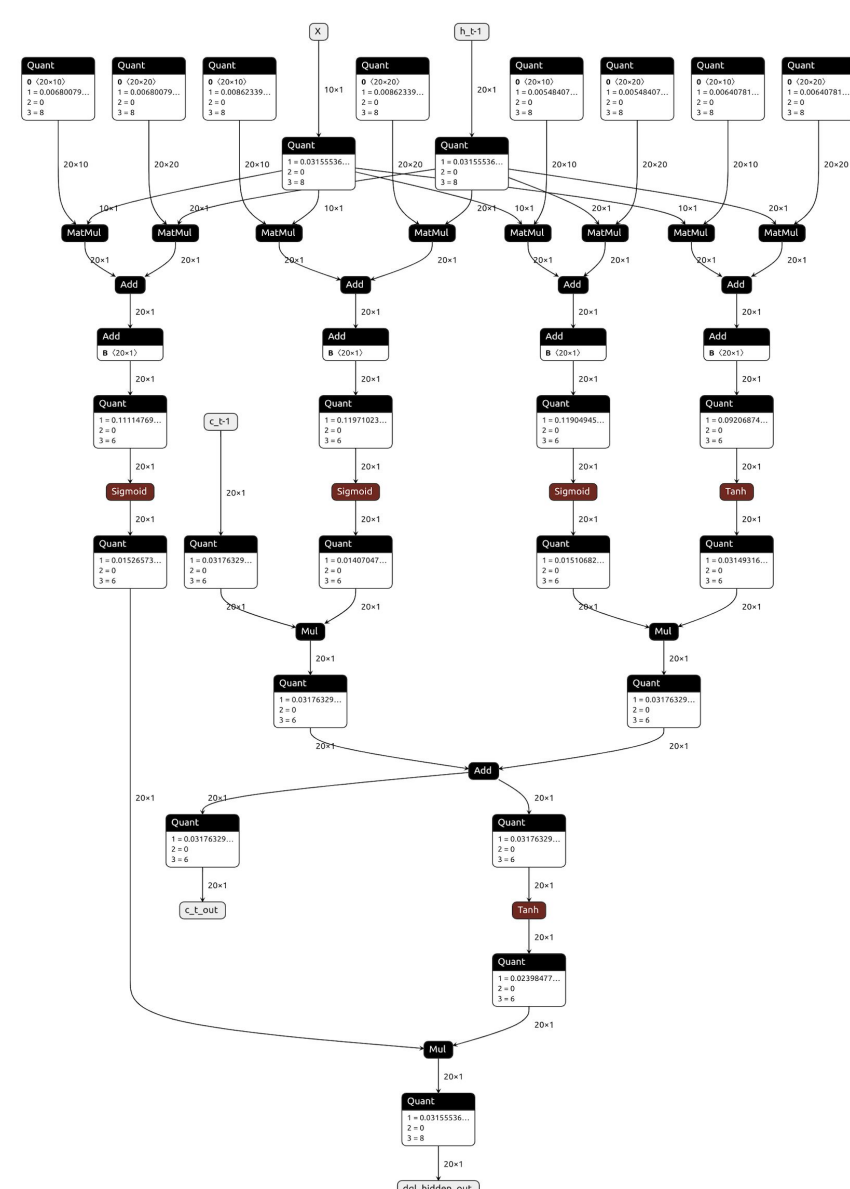 X
h_t-1
Quant
0 〈20×10〉
1 = 0.00680079…
2 = 0
3 = 8
Quant
0 〈20×20〉
1 = 0.00680079…
2 = 0
3 = 8
Quant
0 〈20×10〉
1 = 0.00862339…
2 = 0
3 = 8
Quant
0 〈20×20〉
1 = 0.00862339…
2 = 0
3 = 8
Quant
0 〈20×10〉
1 = 0.00548407…
2 = 0
3 = 8
Quant
0 〈20×20〉
1 = 0.00548407…
2 = 0
3 = 8
Quant
0 〈20×10〉
1 = 0.00640781…
2 = 0
3 = 8
Quant
0 〈20×20〉
1 = 0.00640781…
2 = 0
3 = 8
10×1
20×1
Quant
1 = 0.03155536…
2 = 0
3 = 8
Quant
1 = 0.03155536…
2 = 0
3 = 8
20×10
20×20
20×10
20×20
20×10
20×20
20×10
20×20
10×1
20×1
10×1
20×1
10×1
20×1
10×1
20×1
MatMul
MatMul
MatMul
MatMul
MatMul
MatMul
MatMul
MatMul
20×1
20×1
20×1
20×1
20×1
20×1
20×1
20×1
Add
Add
Add
Add
20×1
20×1
20×1
20×1
Add
B 〈20×1〉
Add
B 〈20×1〉
Add
B 〈20×1〉
Add
B 〈20×1〉
20×1
20×1
20×1
20×1
Quant
1 = 0.11114769…
2 = 0
3 = 6
c_t-1
Quant
1 = 0.11971023…
2 = 0
3 = 6
Quant
1 = 0.11904945…
2 = 0
3 = 6
Quant
1 = 0.09206874…
2 = 0
3 = 6
20×1
20×1
20×1
20×1
Sigmoid
Sigmoid
Sigmoid
Tanh
20×1
20×1
20×1
20×1
20×1
Quant
1 = 0.01526573…
2 = 0
3 = 6
Quant
1 = 0.03176329…
2 = 0
3 = 6
Quant
1 = 0.01407047…
2 = 0
3 = 6
Quant
1 = 0.01510682…
2 = 0
3 = 6
Quant
1 = 0.03149316…
2 = 0
3 = 6
20×1
20×1
20×1
20×1
Mul
Mul
20×1
20×1
Quant
1 = 0.03176329…
2 = 0
3 = 6
Quant
1 = 0.03176329…
2 = 0
3 = 6
20×1
20×1
Add
20×1
20×1
20×1
Quant
1 = 0.03176329…
2 = 0
3 = 6
Quant
1 = 0.03176329…
2 = 0
3 = 6
20×1
20×1
c_t_out
Tanh
20×1
Quant
1 = 0.02398477…
2 = 0
3 = 6
20×1
Mul
20×1
Quant
1 = 0.03155536…
2 = 0
3 = 8
20×1